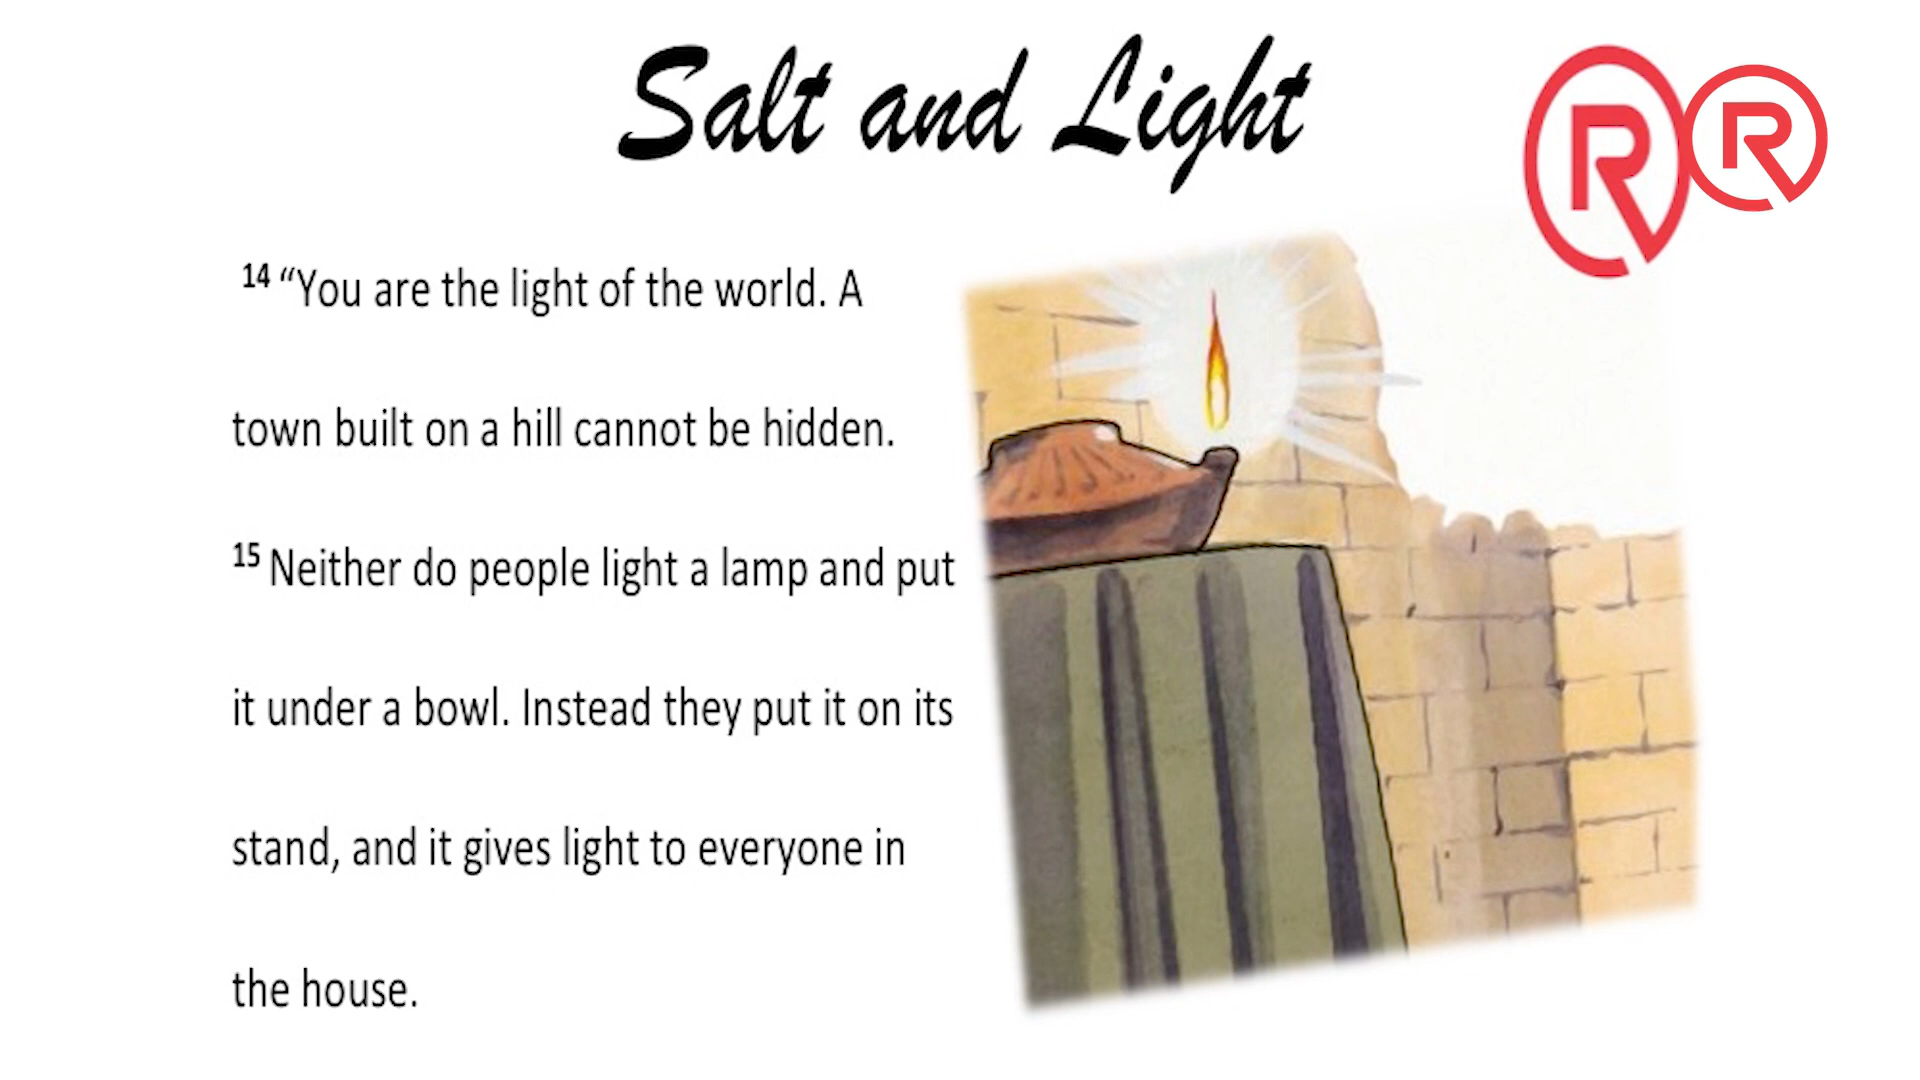 Salt and Light
R R
14 “You are the light of the world. A
town built on a hill cannot be hidden.
15 Neither do people light a lamp and put
it under a bowl. Instead they put it on its
stand, and it gives light to everyone in
the house.